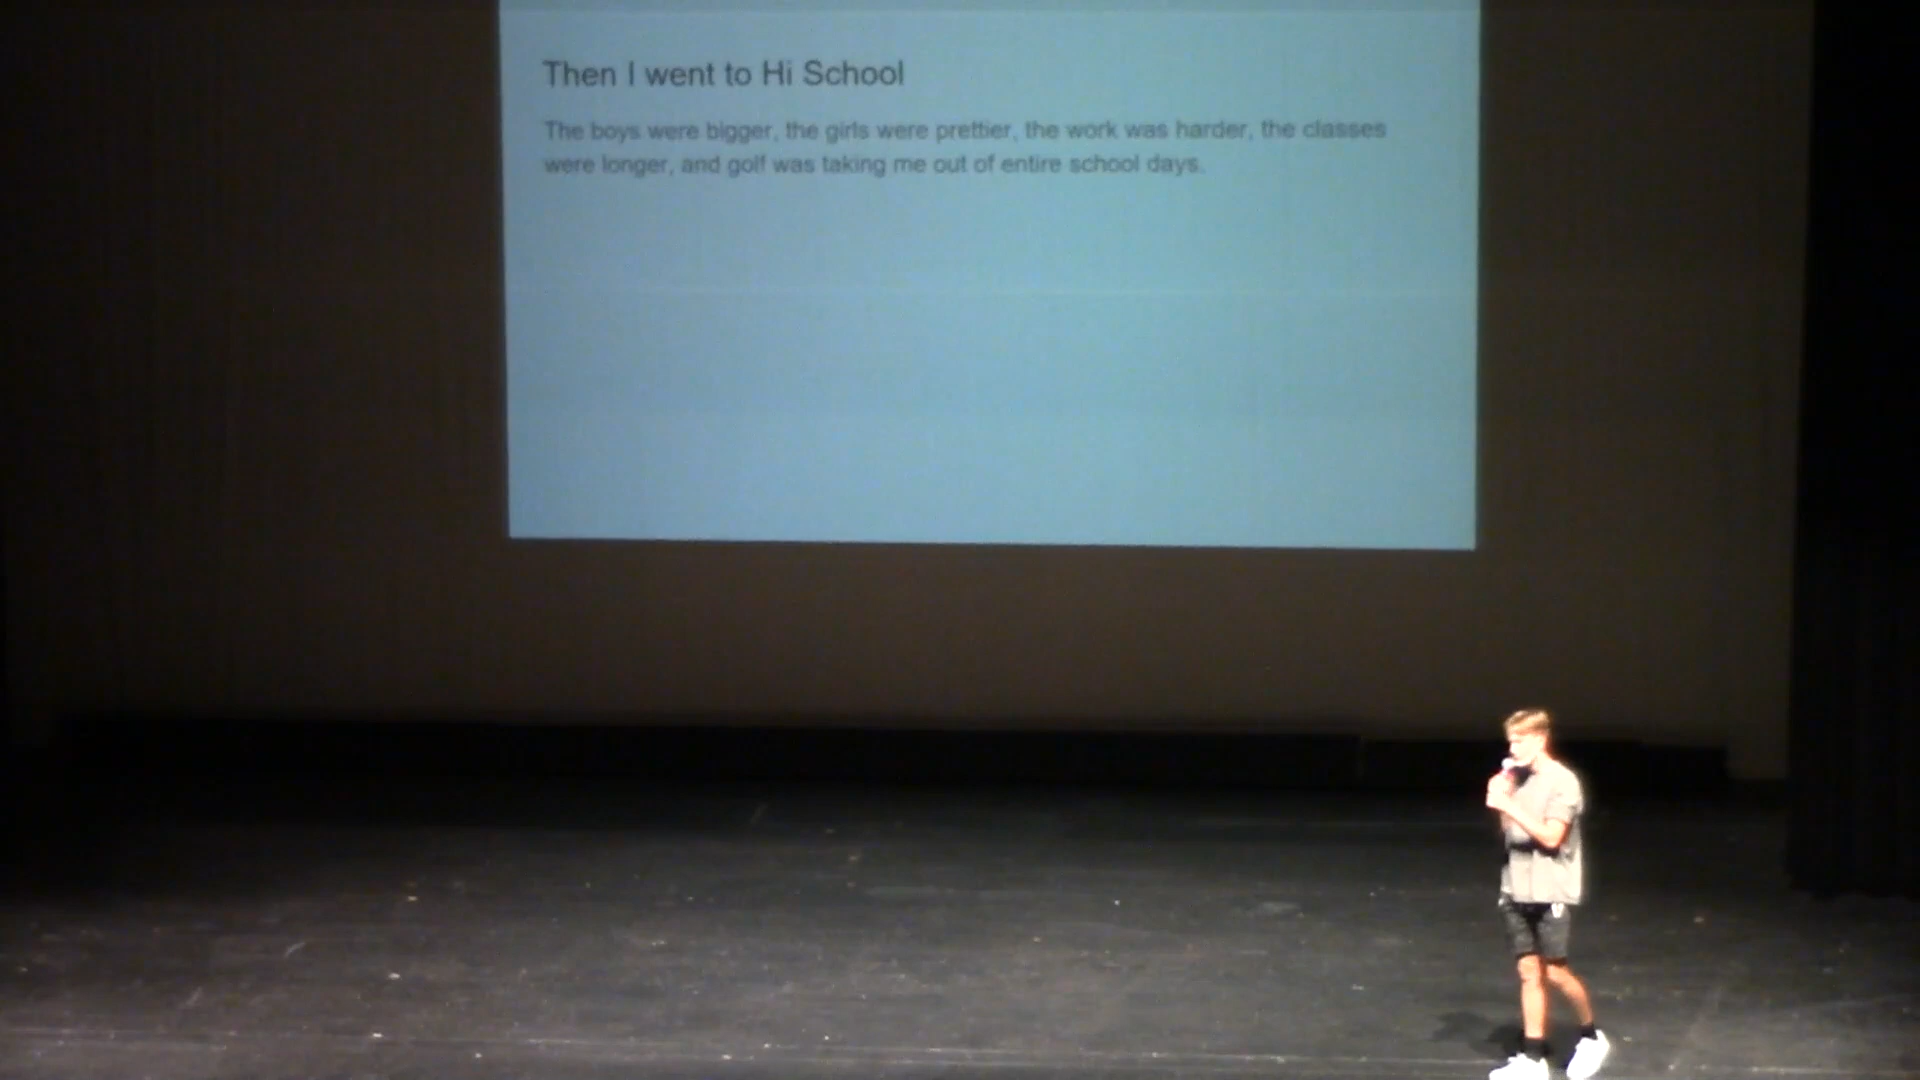 Then I went to Hi School
The boys were bigger, the girls were prettier, the work was harder, the classes
were longer, and golf was taking me out of entire school days.